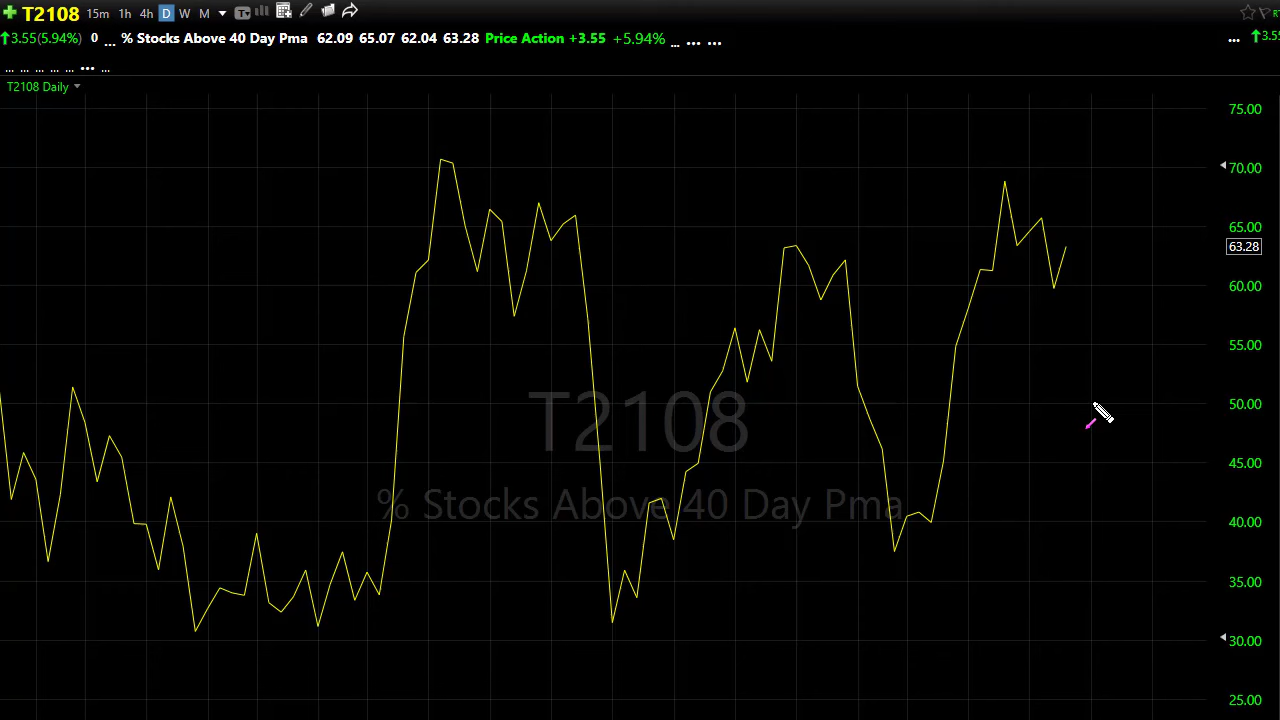 T2108 15m 1h 4h D W M T
3.55(5.94%) 0 ... % Stocks Above 40 Day Pma 62.09 65.07 62.04 63.28 Price Action +3.55 +5.94% ... ... ... ... 3.55
... ... ... ... ... ... ...
T2108 Daily
75.00
70.00
65.00
63.28
60.00
55.00
50.00
T2108
45.00
% Stocks Above 40 Day Pma
40.00
35.00
30.00
25.00